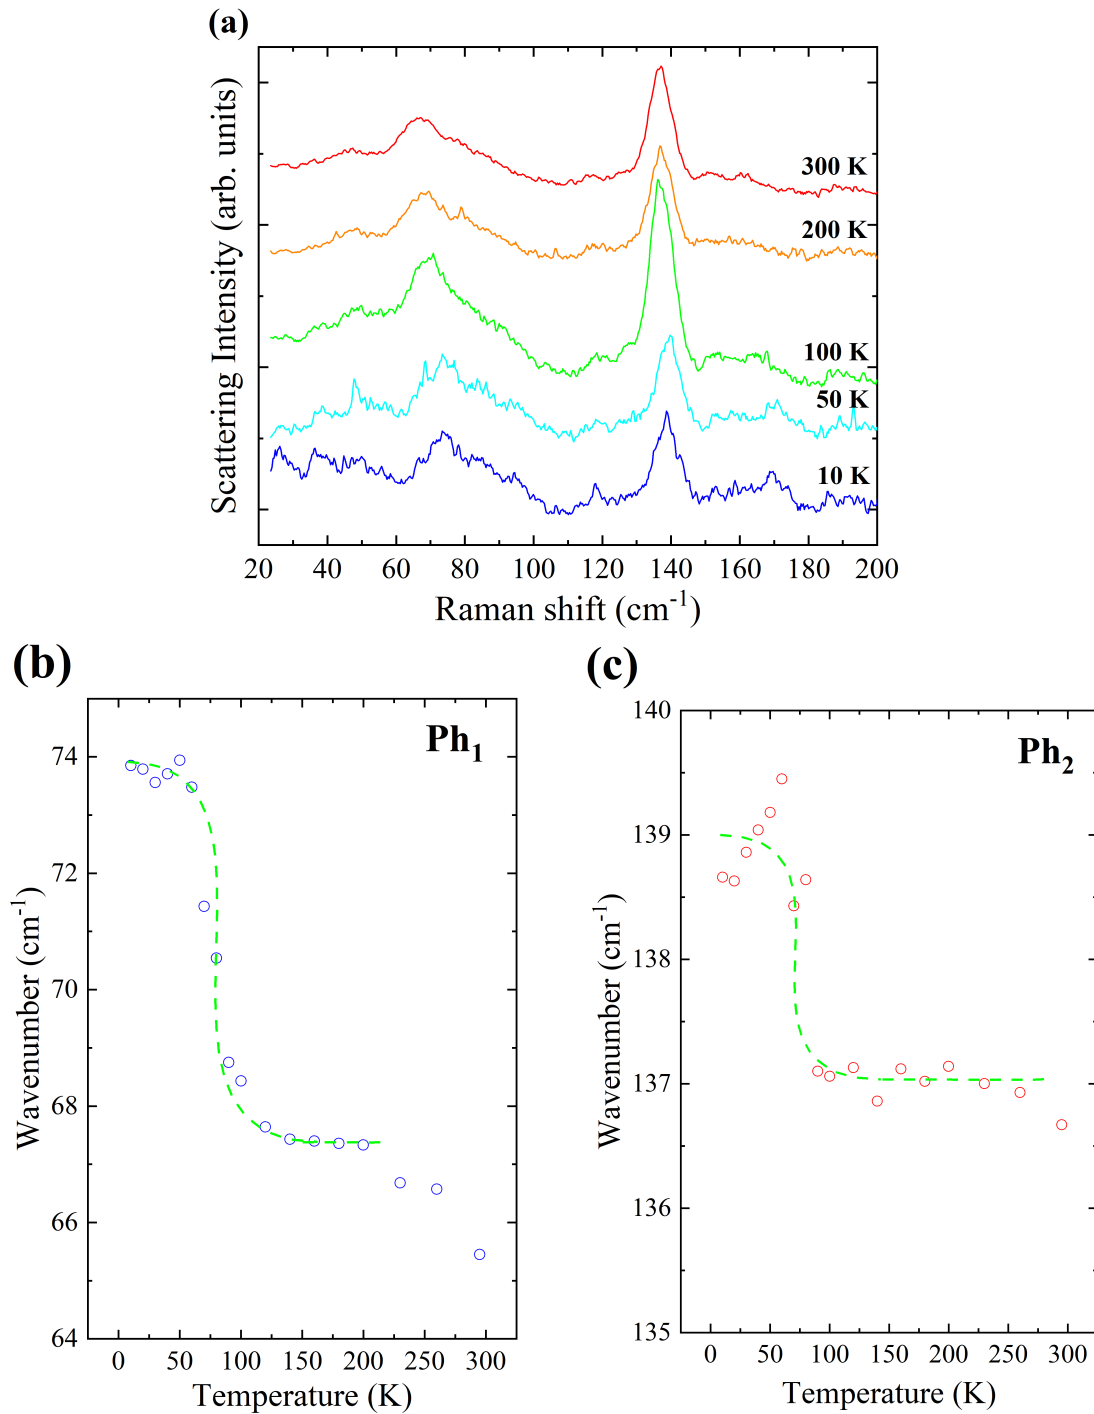 (a)
Scattering Intensity (arb. units)
300 K
200 K
100 K
50 K
10 K
20 40 60 80 100 120 140 160 180 200
Raman shift (cm⁻¹)
(b)
Ph₁
74
72
70
68
66
64
Wavenumber (cm⁻¹)
0 50 100 150 200 250 300
Temperature (K)
(c)
Ph₂
140
139
138
137
136
135
Wavenumber (cm⁻¹)
0 50 100 150 200 250 300
Temperature (K)